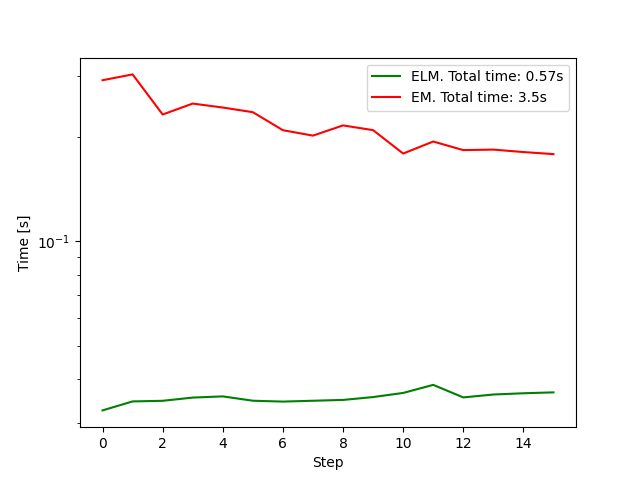 ELM. Total time: 0.57s
EM. Total time: 3.5s
Time [s]
10⁻¹
0 2 4 6 8 10 12 14
Step